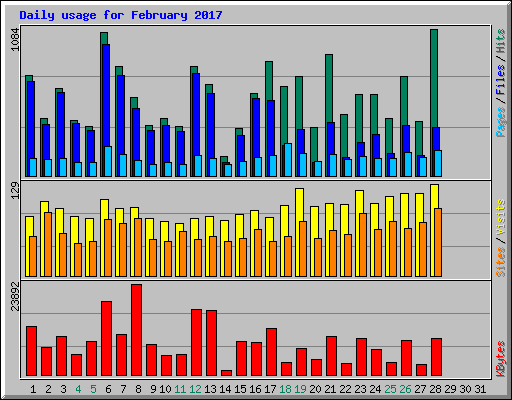 Daily usage for February 2017
1084
Pages / Files / Hits
129
Sites / Visits
23892
KBytes
1 2 3 4 5 6 7 8 9 10 11 12 13 14 15 16 17 18 19 20 21 22 23 24 25 26 27 28 29 30 31